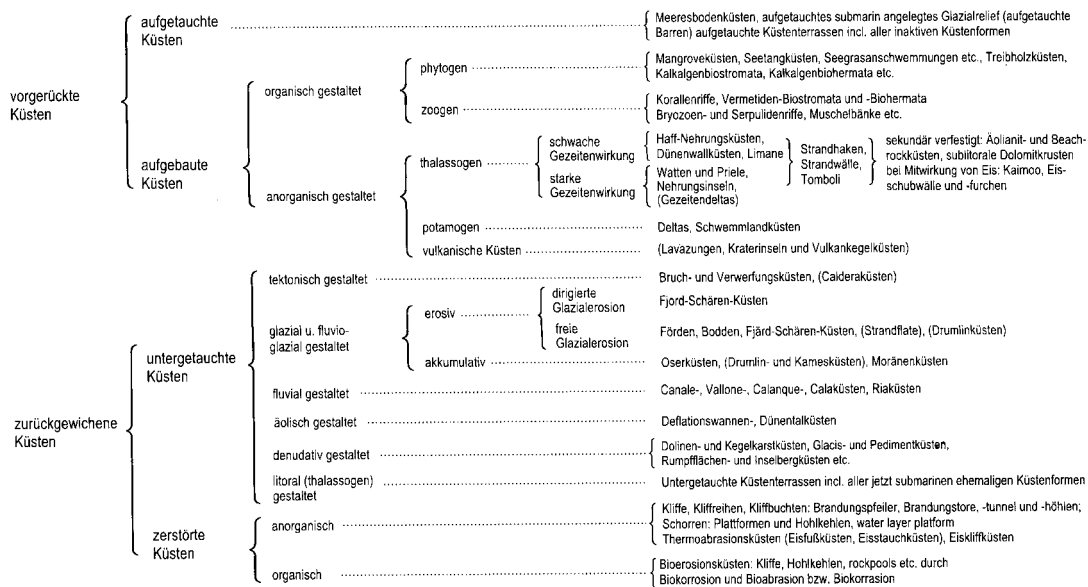 aufgetauchte
Küsten
Meeresbodenküsten, aufgetauchtes submarin angelegtes Glazialrelief (aufgetauchte
Barren) aufgetauchte Küstenterrassen incl. aller inaktiven Küstenformen
vorgerückte
Küsten
aufgebaute
Küsten
organisch gestaltet
phytogen
Mangroveküsten, Seetangküsten, Seegrasanschwemmungen etc., Treibholzküsten,
Kalkalgenbiostromata, Kalkalgenbiohermata etc.
zoogen
Korallenriffe, Vermetiden-Biostromata und -Biohermata
Bryozoen- und Serpulidenriffe, Muschelbänke etc.
anorganisch gestaltet
thalassogen
schwache
Gezeitenwirkung
Haff-Nehrungsküsten,
Dünenwallküsten, Limane
starke
Gezeitenwirkung
Watten und Priele,
Nehrungsinseln,
(Gezeitendeltas)
Strandhaken,
Strandwälle,
Tomboli
sekundär verfestigt: Äolianit- und Beach-
rockküsten, sublitorale Dolomitkrusten
bei Mitwirkung von Eis: Kaimoo, Eis-
schubwälle und -furchen
potamogen
Deltas, Schwemmlandküsten
vulkanische Küsten
(Lavazungen, Kraterinseln und Vulkankegelküsten)
zurückgewichene
Küsten
untergetauchte
Küsten
tektonisch gestaltet
Bruch- und Verwerfungsküsten, (Calderaküsten)
glazial u. fluvio-
glazial gestaltet
erosiv
dirigierte
Glazialerosion
Fjord-Schären-Küsten
freie
Glazialerosion
Förden, Bodden, Fjärd-Schären-Küsten, (Strandflate), (Drumlinküsten)
akkumulativ
Oserküsten, (Drumlin- und Kamesküsten), Moränenküsten
fluvial gestaltet
Canale-, Vallone-, Calanque-, Calaküsten, Riaküsten
äolisch gestaltet
Deflationswannen-, Dünentalküsten
denudativ gestaltet
Dolinen- und Kegelkarstküsten, Glacis- und Pedimentküsten,
Rumpfflächen- und Inselbergküsten etc.
litoral (thalassogen)
gestaltet
Untergetauchte Küstenterrassen incl. aller jetzt submarinen ehemaligen Küstenformen
zerstörte
Küsten
anorganisch
Kliffe, Kliffreihen, Kliffbuchten: Brandungspfeiler, Brandungstore, -tunnel und -höhlen;
Schorren: Plattformen und Hohlkehlen, water layer platform
Thermoabrasionsküsten (Eisfußküsten, Eisstauchküsten), Eiskliffküsten
organisch
Bioerosionsküsten: Kliffe, Hohlkehlen, rockpools etc. durch
Biokorrosion und Bioabrasion bzw. Biokorrasion